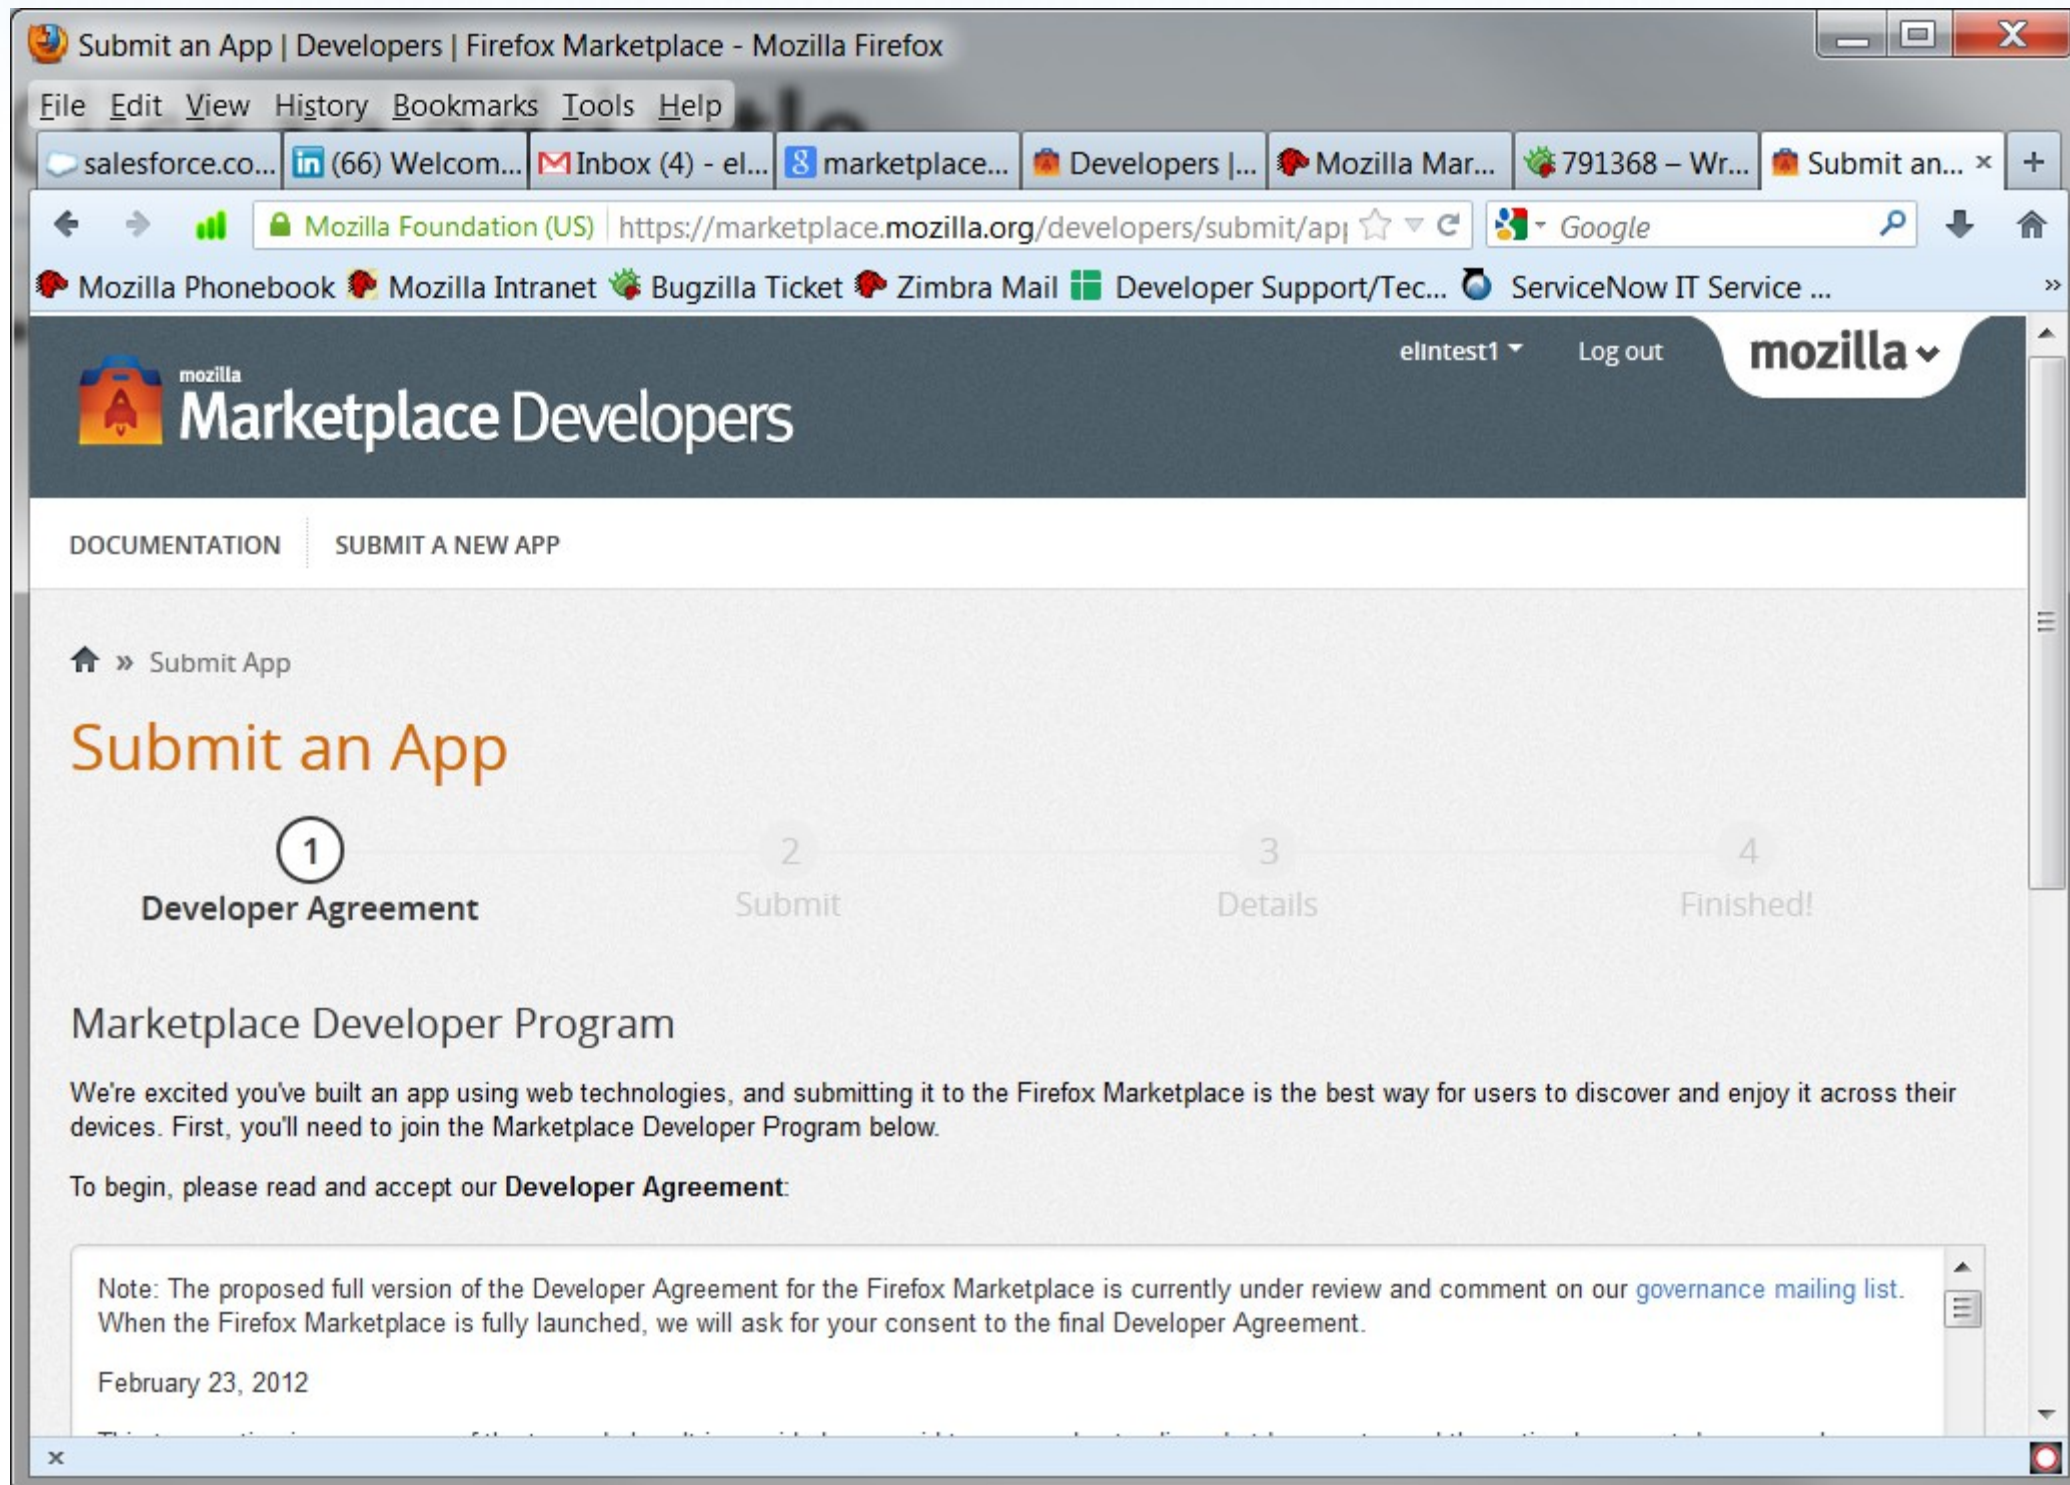 Submit an App | Developers | Firefox Marketplace - Mozilla Firefox
File Edit View History Bookmarks Tools Help
salesforce.co... (66) Welcom... Inbox (4) - el... marketplace... Developers |... Mozilla Mar... 791368 – Wr... Submit an...
Mozilla Foundation (US) https://marketplace.mozilla.org/developers/submit/ap Google
Mozilla Phonebook Mozilla Intranet Bugzilla Ticket Zimbra Mail Developer Support/Tec... ServiceNow IT Service ... »
elintest1 Log out mozilla
mozilla
Marketplace Developers
DOCUMENTATION SUBMIT A NEW APP
» Submit App
Submit an App
1 2 3 4
Developer Agreement Submit Details Finished!
Marketplace Developer Program
We're excited you've built an app using web technologies, and submitting it to the Firefox Marketplace is the best way for users to discover and enjoy it across their
devices. First, you'll need to join the Marketplace Developer Program below.
To begin, please read and accept our Developer Agreement:
Note: The proposed full version of the Developer Agreement for the Firefox Marketplace is currently under review and comment on our governance mailing list.
When the Firefox Marketplace is fully launched, we will ask for your consent to the final Developer Agreement.
February 23, 2012